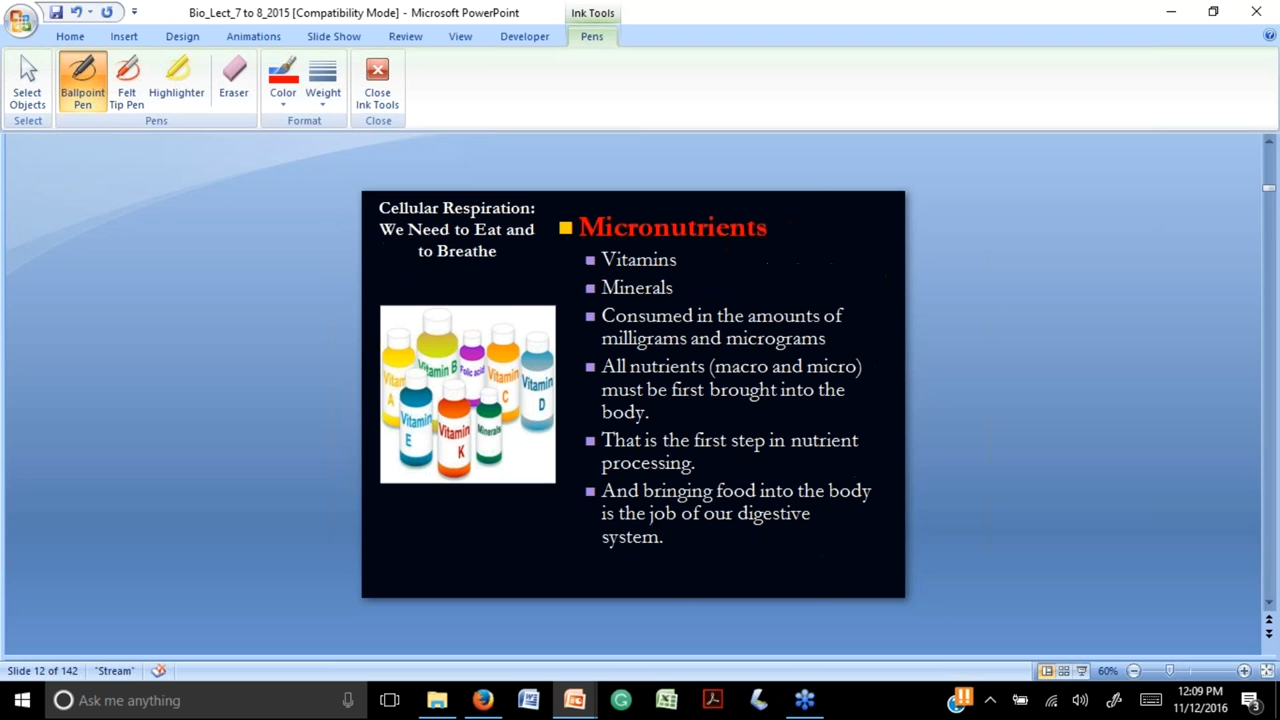 Bio_Lect_7 to 8_2015 [Compatibility Mode] - Microsoft PowerPoint
Ink Tools
Home Insert Design Animations Slide Show Review View Developer Pens
Select Objects
Ballpoint Pen
Felt Tip Pen
Highlighter
Eraser
Color
Weight
Close Ink Tools
Select Pens Format Close
Cellular Respiration:
We Need to Eat and
to Breathe
Vitamin A
Vitamin B
Folic acid
Vitamin C
Vitamin D
Vitamin E
Vitamin K
Minerals
Micronutrients
Vitamins
Minerals
Consumed in the amounts of
milligrams and micrograms
All nutrients (macro and micro)
must be first brought into the
body.
That is the first step in nutrient
processing.
And bringing food into the body
is the job of our digestive
system.
Slide 12 of 142 "Stream" 60%
Ask me anything
12:09 PM
11/12/2016
3